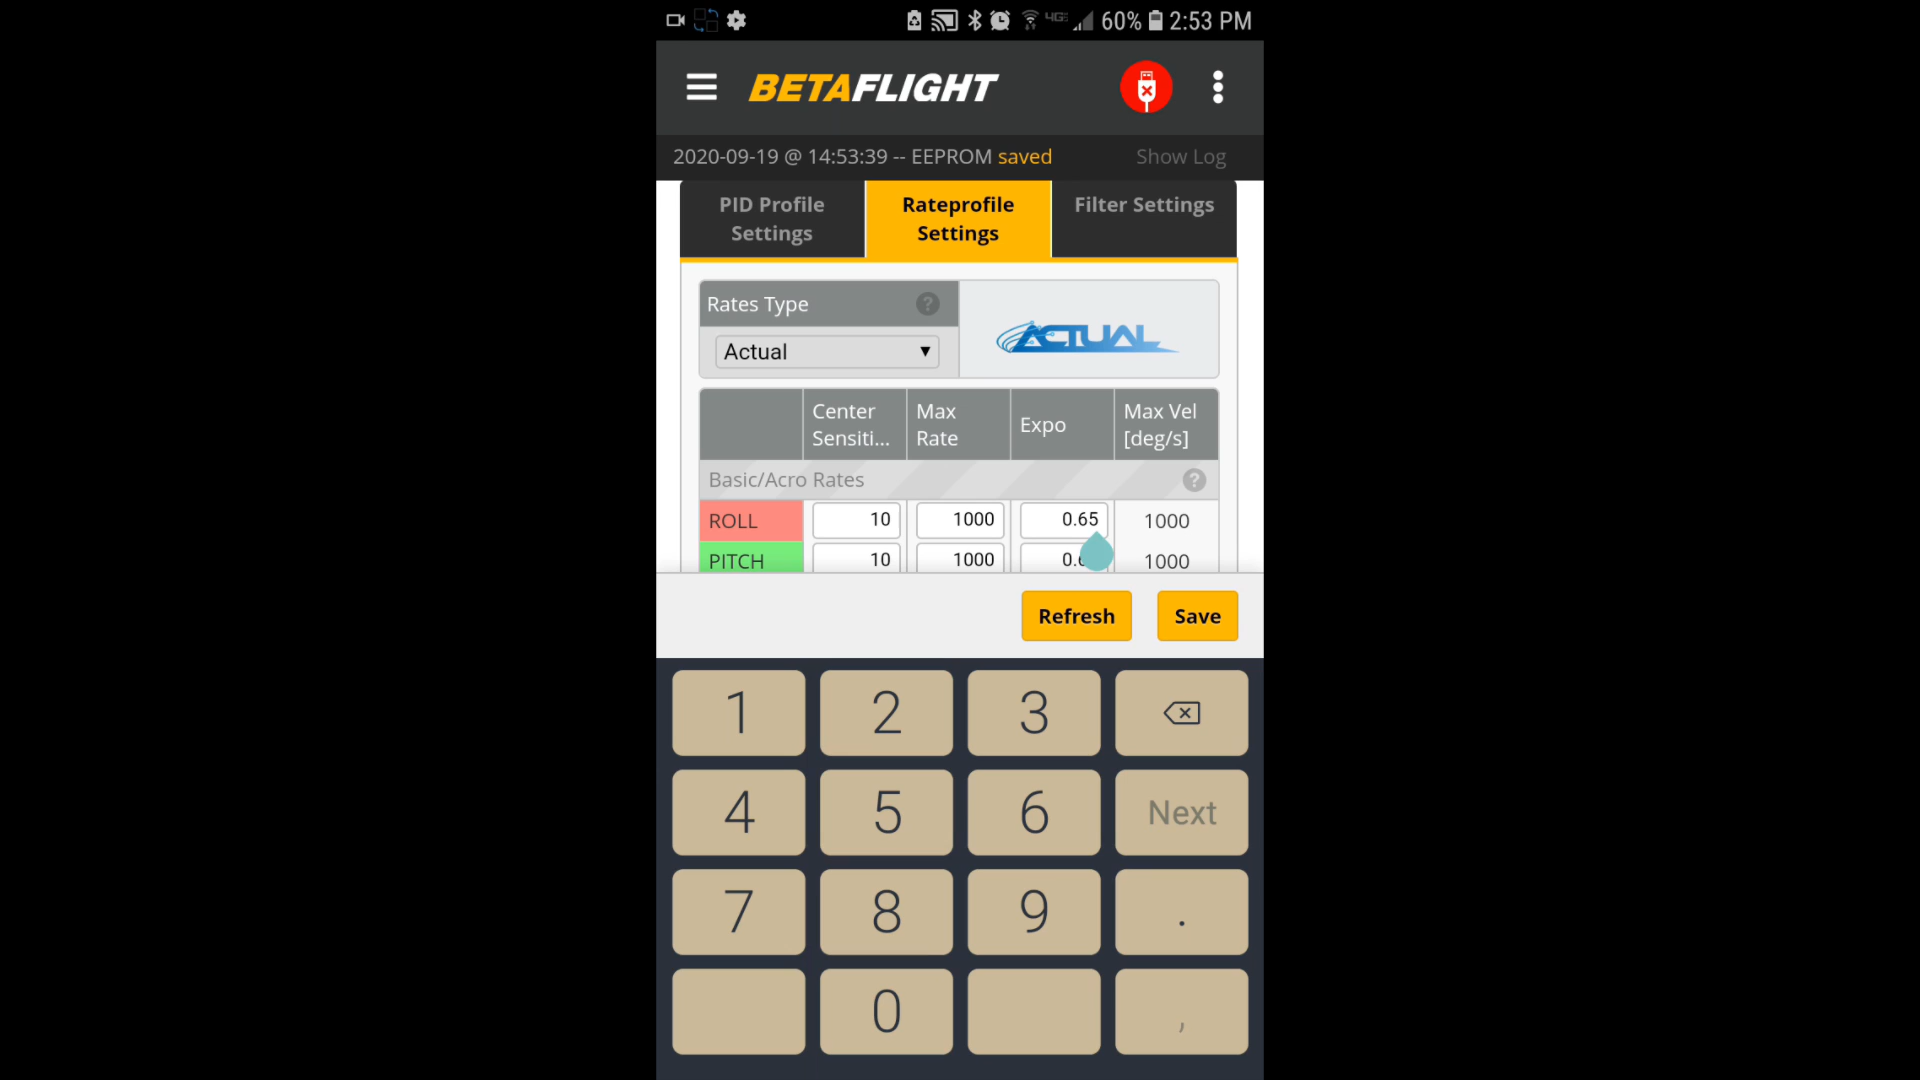 4GE 60% 2:53 PM
BETAFLIGHT
2020-09-19 @ 14:53:39 -- EEPROM saved Show Log
PID Profile Settings
Rateprofile Settings
Filter Settings
Rates Type ?
Actual
ACTUAL
Center Sensiti...
Max Rate
Expo
Max Vel [deg/s]
Basic/Acro Rates ?
ROLL 10 1000 0.65 1000
PITCH 10 1000 1000
Refresh Save
1 2 3
4 5 6 Next
7 8 9 .
0 ,